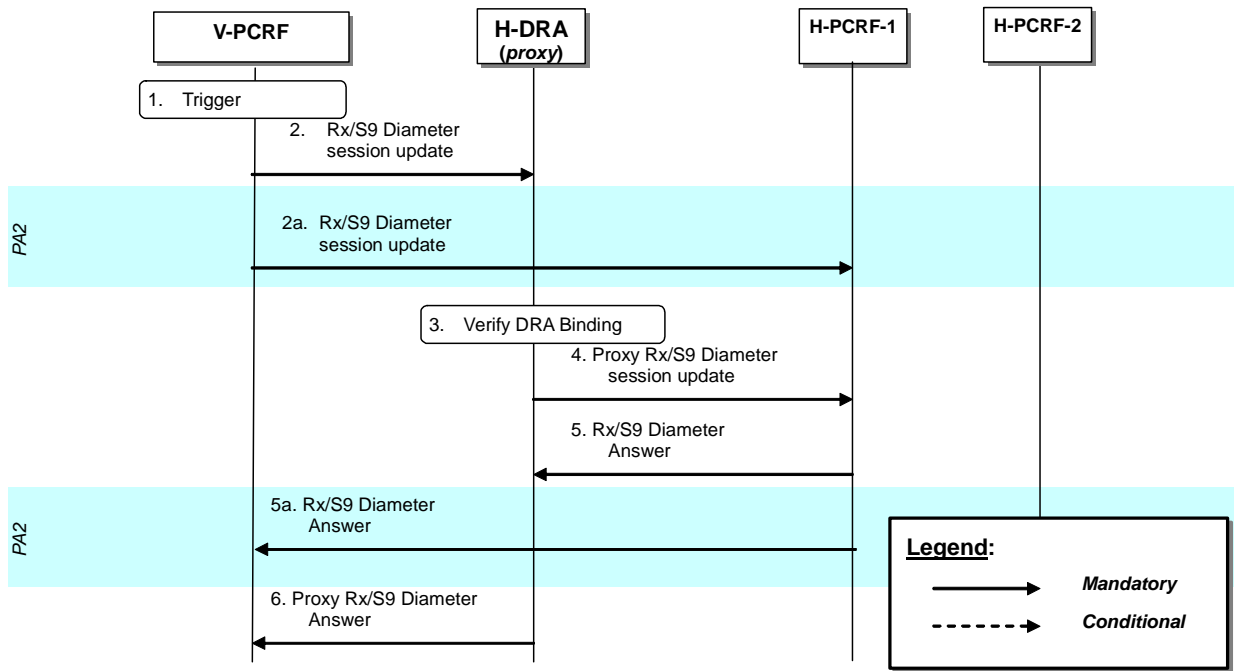 V-PCRF
H-DRA
(proxy)
H-PCRF-1
H-PCRF-2
1. Trigger
2. Rx/S9 Diameter
session update
PA2
2a. Rx/S9 Diameter
session update
3. Verify DRA Binding
4. Proxy Rx/S9 Diameter
session update
5. Rx/S9 Diameter
Answer
PA2
5a. Rx/S9 Diameter
Answer
6. Proxy Rx/S9 Diameter
Answer
Legend:
Mandatory
Conditional